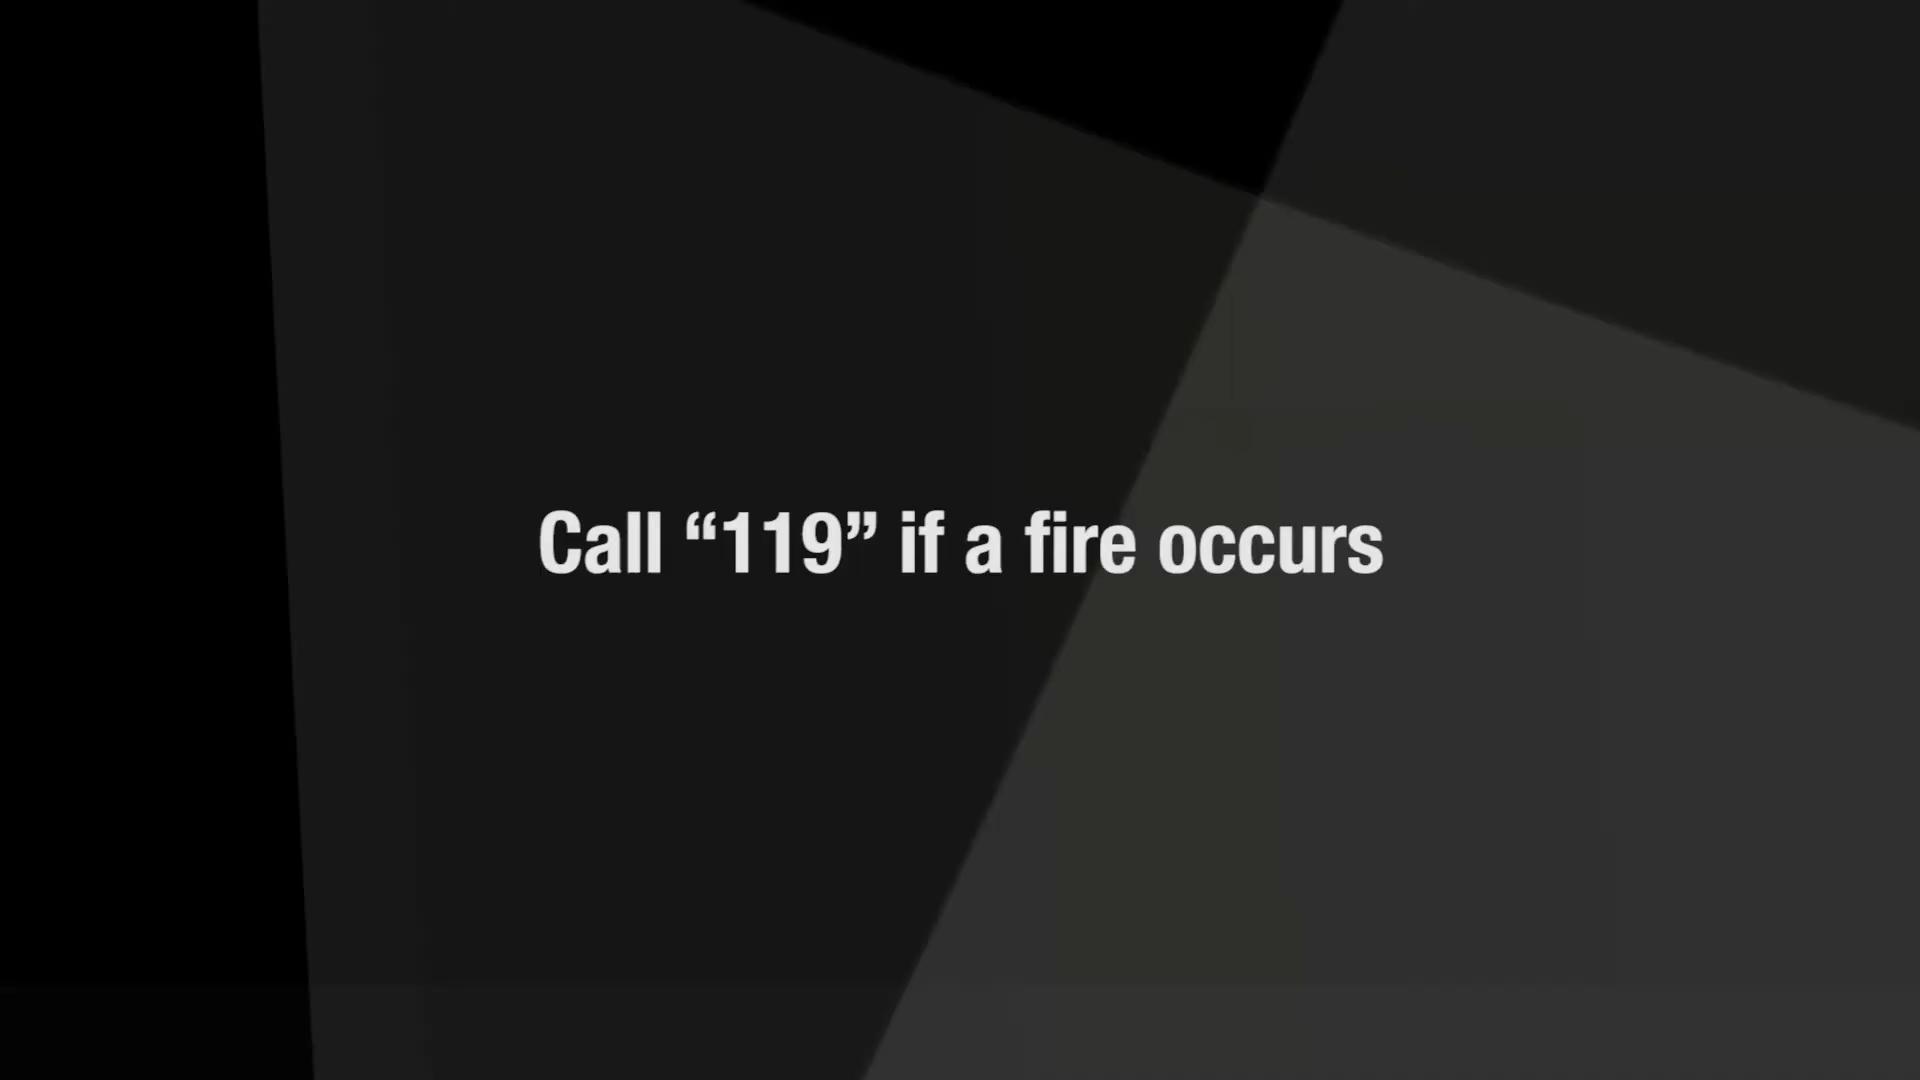 Call “119” if a fire occurs